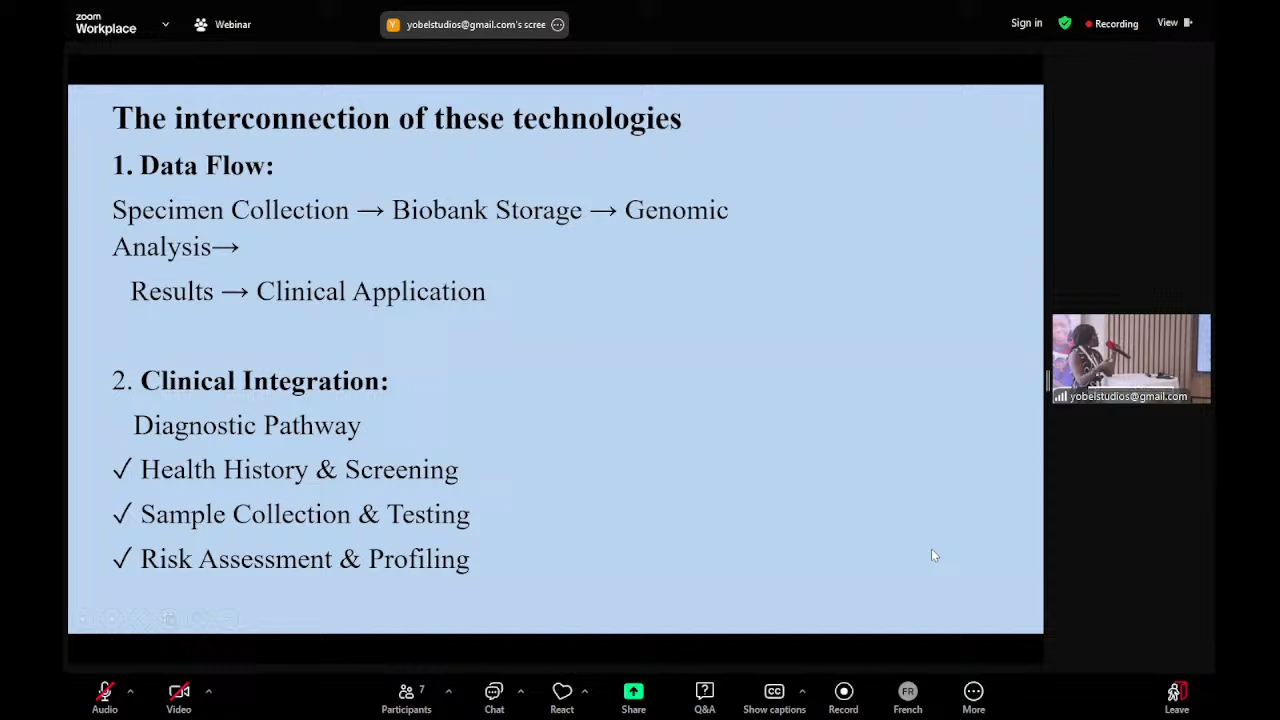 zoom
Workplace
Webinar
Y
yobelstudios@gmail.com's scree
Sign in
Recording
View
The interconnection of these technologies
1. Data Flow:
Specimen Collection → Biobank Storage → Genomic
Analysis→
Results → Clinical Application
2. Clinical Integration:
Diagnostic Pathway
✓ Health History & Screening
✓ Sample Collection & Testing
✓ Risk Assessment & Profiling
yobelstudios@gmail.com
Audio
Video
7
Participants
Chat
React
Share
Q&A
CC
Show captions
Record
FR
French
More
Leave